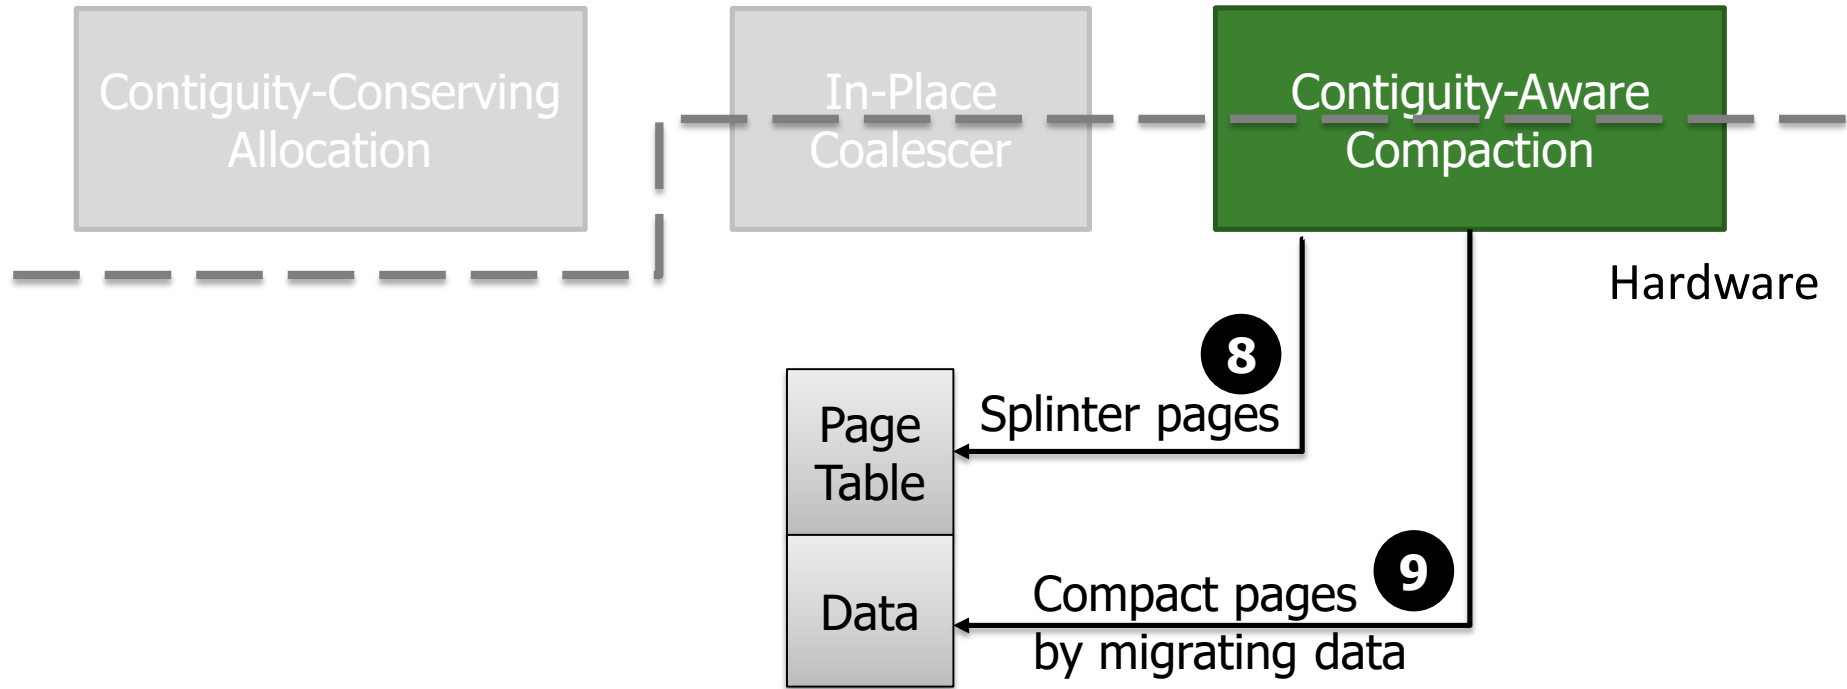 Contiguity-Conserving
Allocation
In-Place
Coalescer
Contiguity-Aware
Compaction
Hardware
8
Splinter pages
Page
Table
9
Compact pages
by migrating data
Data